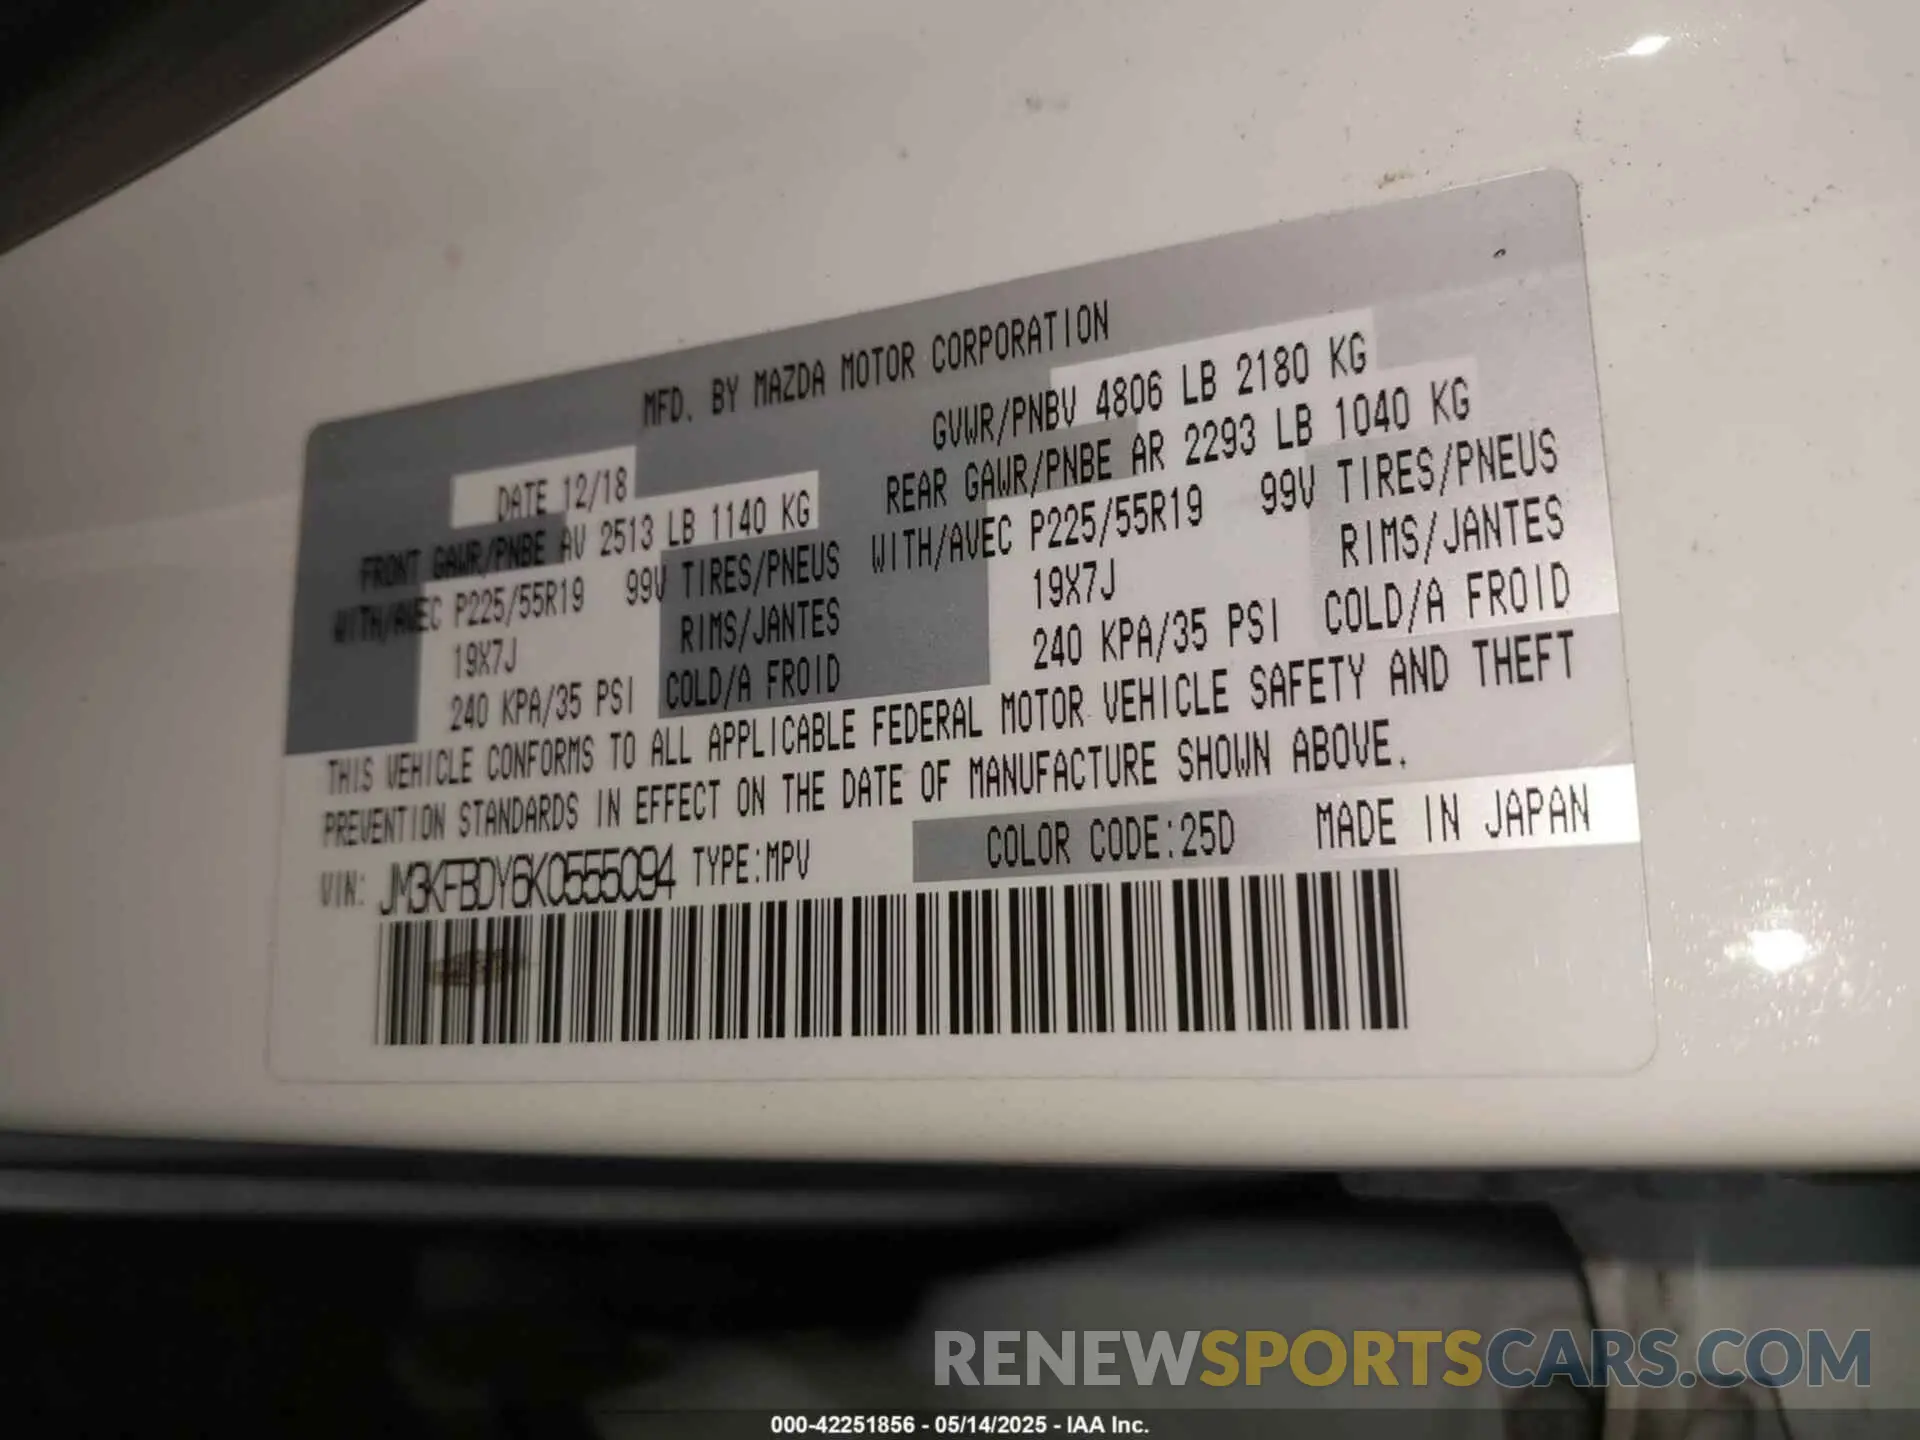 MFD. BY MAZDA MOTOR CORPORATION
DATE 12/18 GVWR/PNBV 4806 LB 2180 KG
FRONT GAWR/PNBE AV 2513 LB 1140 KG REAR GAWR/PNBE AR 2293 LB 1040 KG
WITH/AVEC P225/55R19 99V TIRES/PNEUS WITH/AVEC P225/55R19 99V TIRES/PNEUS
19X7J RIMS/JANTES 19X7J RIMS/JANTES
240 KPA/35 PSI COLD/A FROID 240 KPA/35 PSI COLD/A FROID
THIS VEHICLE CONFORMS TO ALL APPLICABLE FEDERAL MOTOR VEHICLE SAFETY AND THEFT
PREVENTION STANDARDS IN EFFECT ON THE DATE OF MANUFACTURE SHOWN ABOVE.
VIN: JM3KFBDY6K0555094 TYPE:MPV COLOR CODE:25D MADE IN JAPAN
RENEWSPORTSCARS.COM
000-42251856 - 05/14/2025 - IAA Inc.